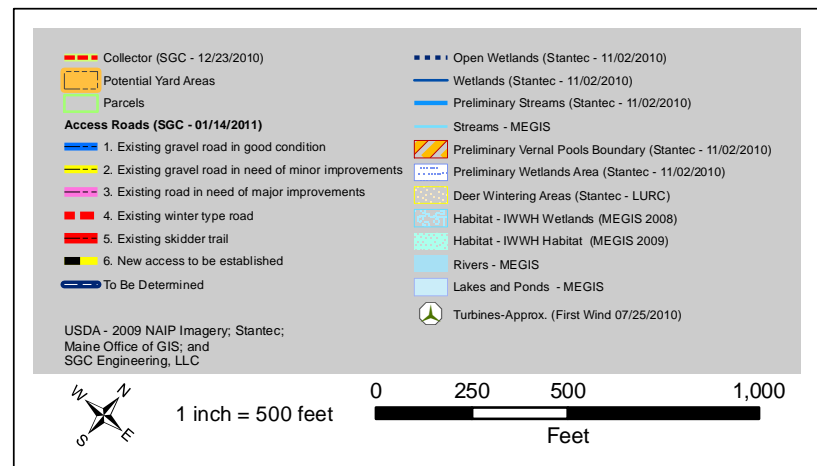 Collector (SGC - 12/23/2010)
Potential Yard Areas
Parcels
Access Roads (SGC - 01/14/2011)
1. Existing gravel road in good condition
2. Existing gravel road in need of minor improvements
3. Existing road in need of major improvements
4. Existing winter type road
5. Existing skidder trail
6. New access to be established
To Be Determined
USDA - 2009 NAIP Imagery; Stantec;
Maine Office of GIS; and
SGC Engineering, LLC
Open Wetlands (Stantec - 11/02/2010)
Wetlands (Stantec - 11/02/2010)
Preliminary Streams (Stantec - 11/02/2010)
Streams - MEGIS
Preliminary Vernal Pools Boundary (Stantec - 11/02/2010)
Preliminary Wetlands Area (Stantec - 11/02/2010)
Deer Wintering Areas (Stantec - LURC)
Habitat - IWWH Wetlands (MEGIS 2008)
Habitat - IWWH Habitat (MEGIS 2009)
Rivers - MEGIS
Lakes and Ponds - MEGIS
Turbines-Approx. (First Wind 07/25/2010)
W N
S E
1 inch = 500 feet
0 250 500 1,000
Feet